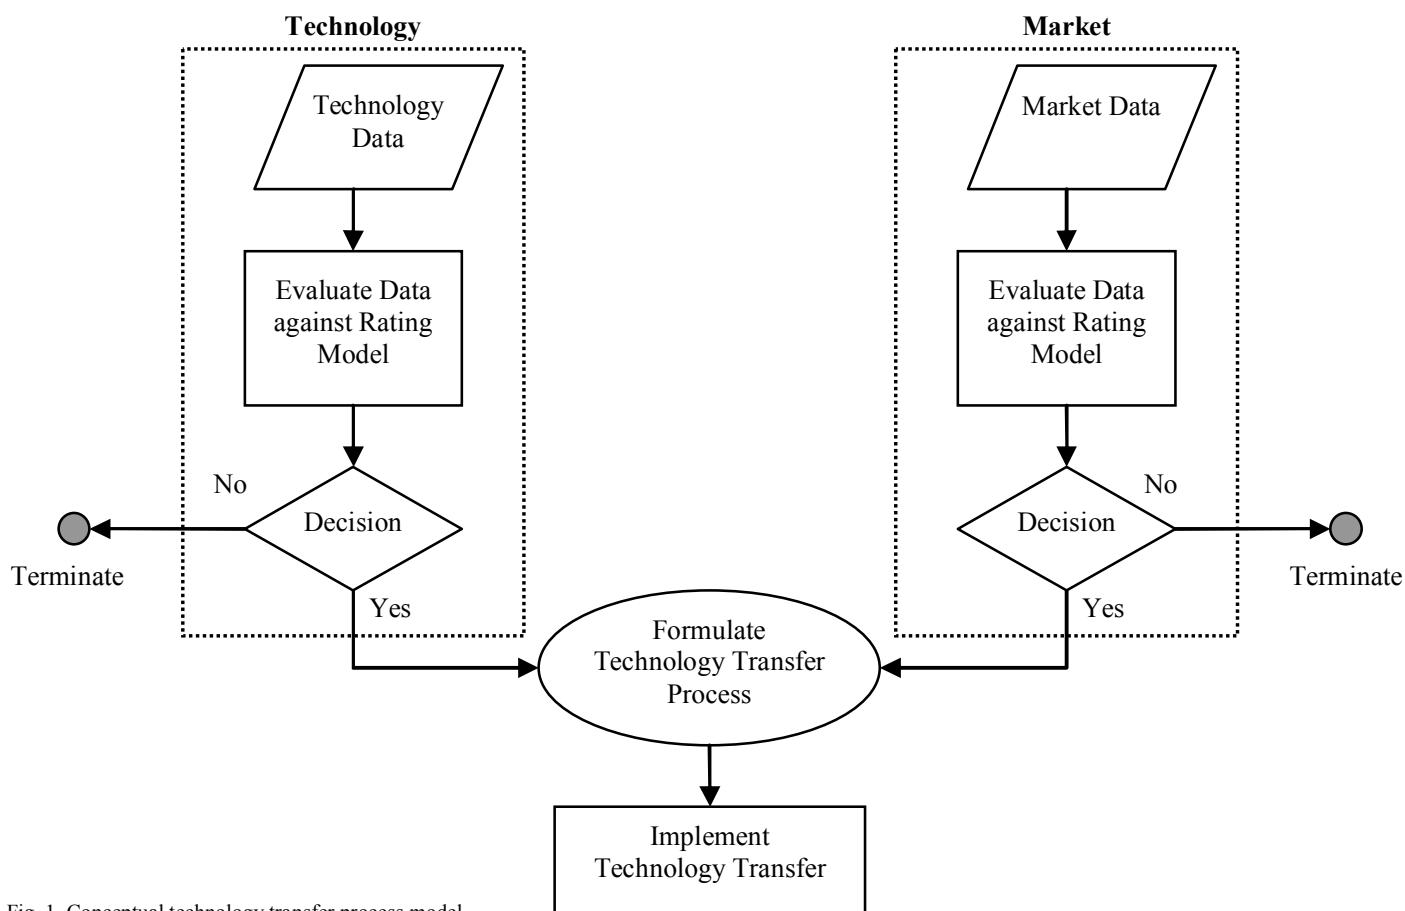 Technology
Technology
Data
Evaluate Data
against Rating
Model
No
Decision
Terminate
Yes
Market
Market Data
Evaluate Data
against Rating
Model
No
Decision
Terminate
Yes
Formulate
Technology Transfer
Process
Implement
Technology Transfer
Fig. 1. Conceptual technology transfer process model